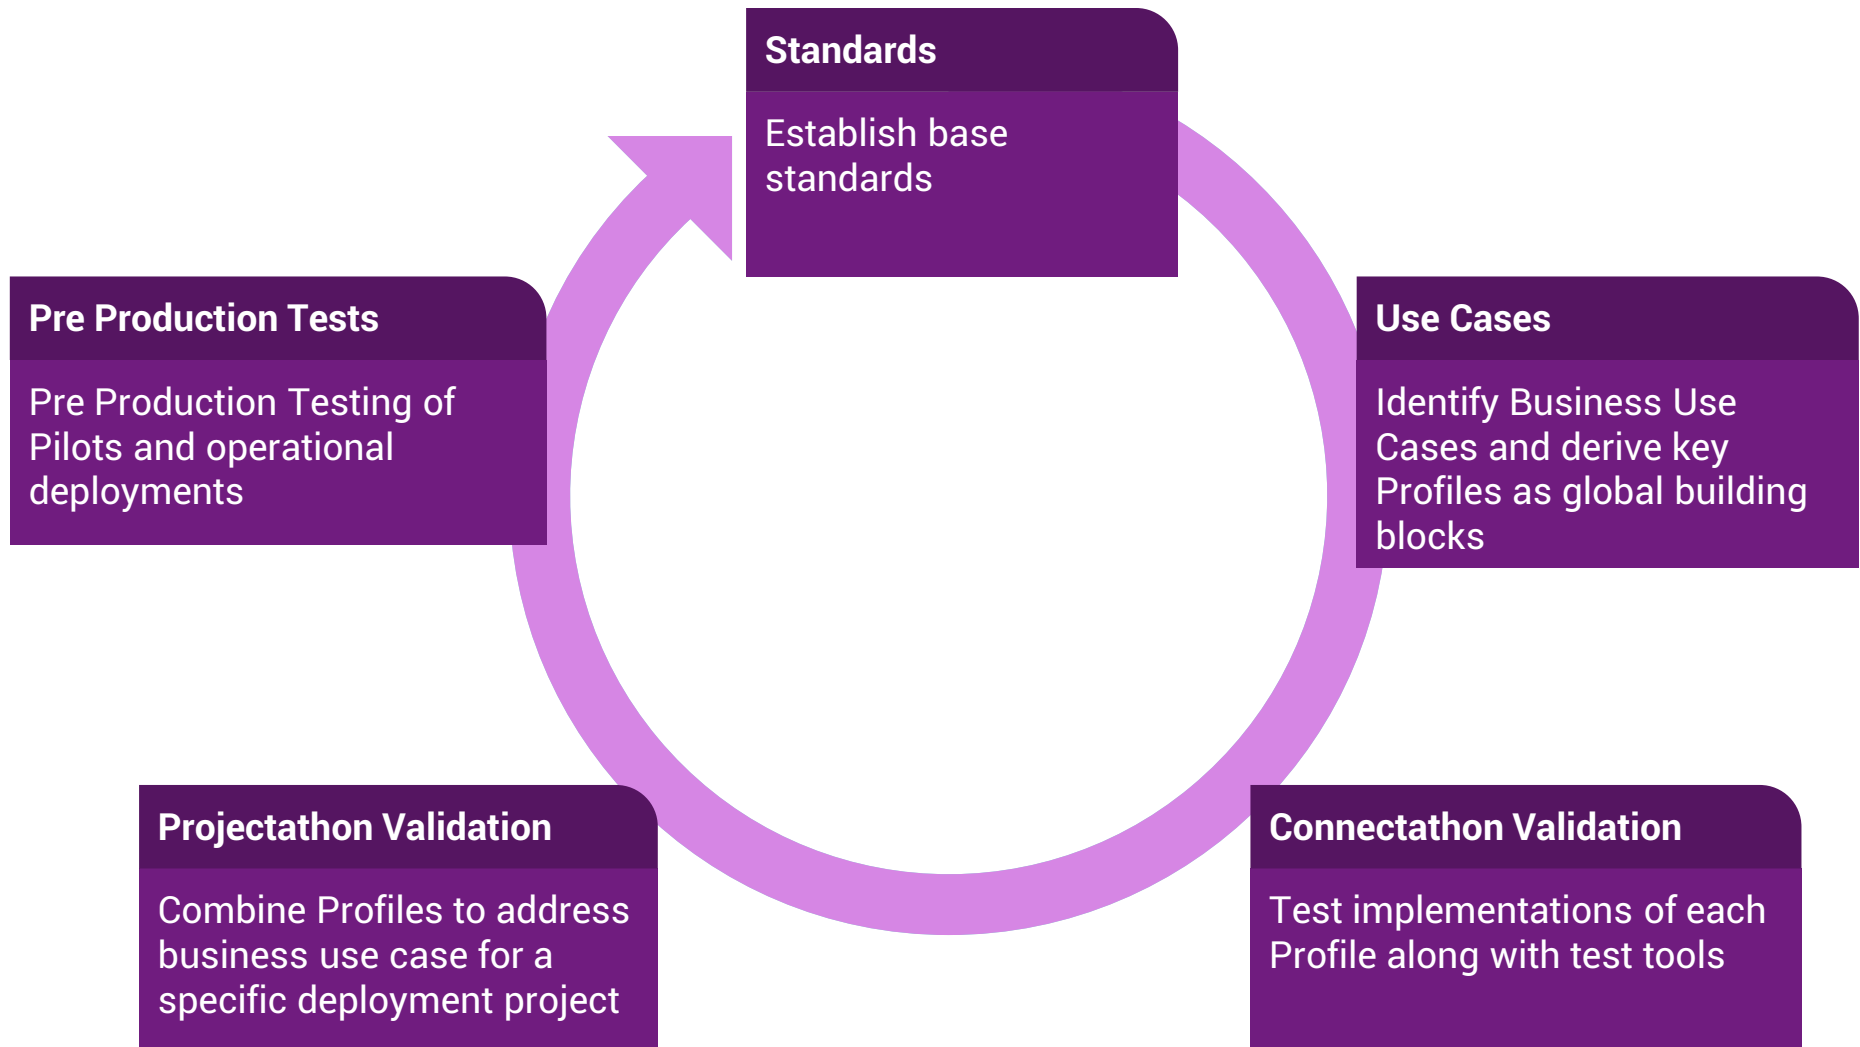 Standards
Establish base
standards
Use Cases
Identify Business Use
Cases and derive key
Profiles as global building
blocks
Connectathon Validation
Test implementations of each
Profile along with test tools
Projectathon Validation
Combine Profiles to address
business use case for a
specific deployment project
Pre Production Tests
Pre Production Testing of
Pilots and operational
deployments